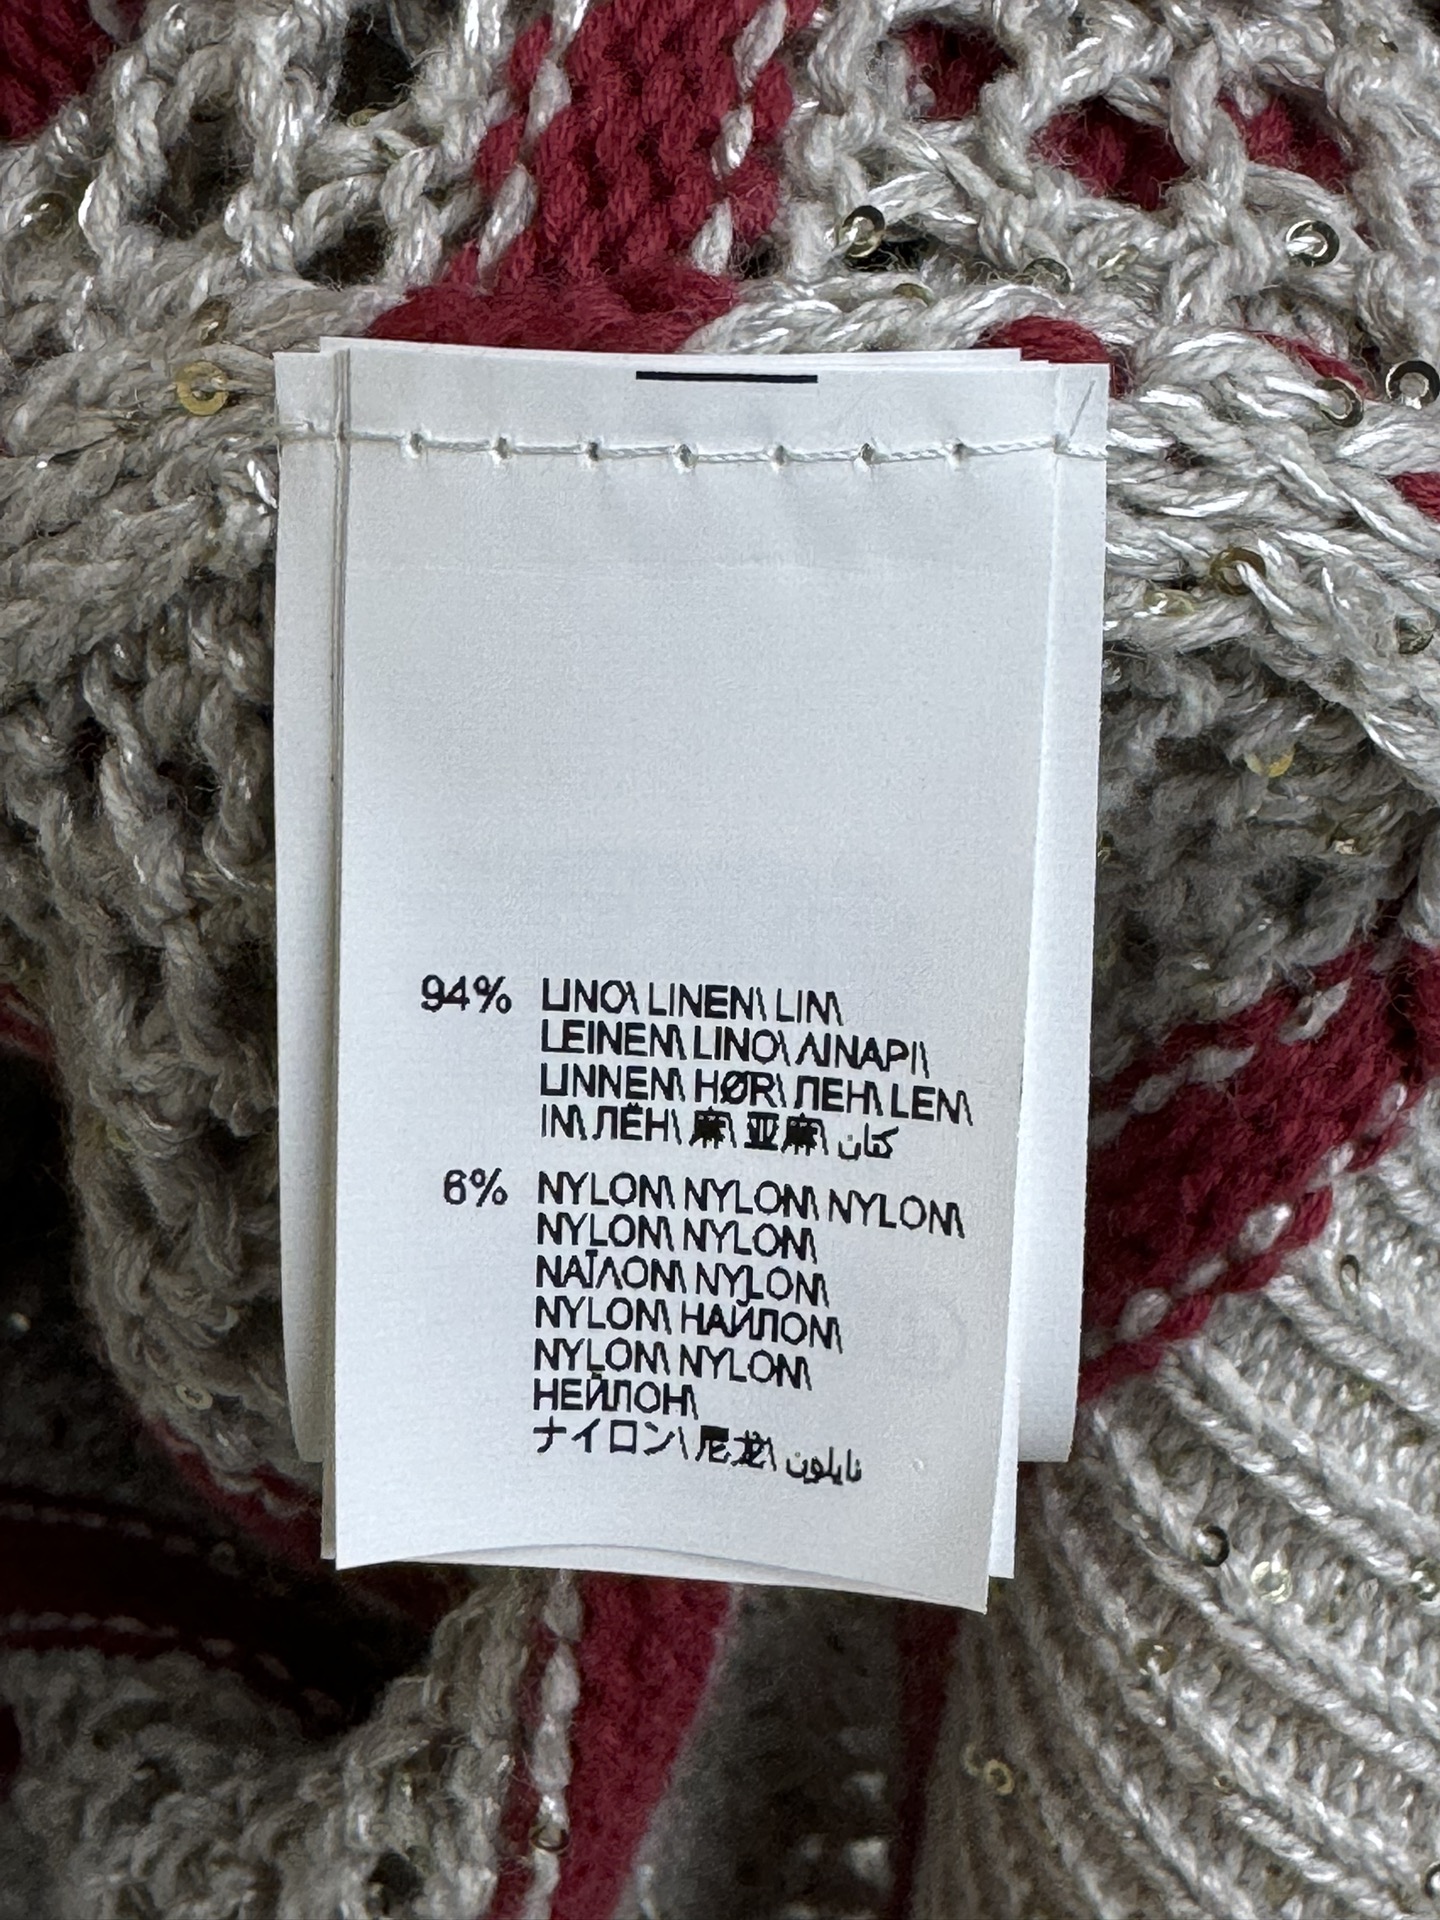 94% LINO\ LINEN\ LIN\
LEINEN\ LINO\ ΛΙΝΑΡΙ\
LINNEN\ HØR\ ЛЕН\ LEN\
IN\ ЛЁН\ 麻\ 亚麻\ كتان
6% NYLON\ NYLON\ NYLON\
NYLON\ NYLON\
ΝΑΪΛΟΝ\ NYLON\
NYLON\ НАЙЛОН\
NYLON\ NYLON\
НЕЙЛОН\
ナイロン\ 尼龙\ نايلون